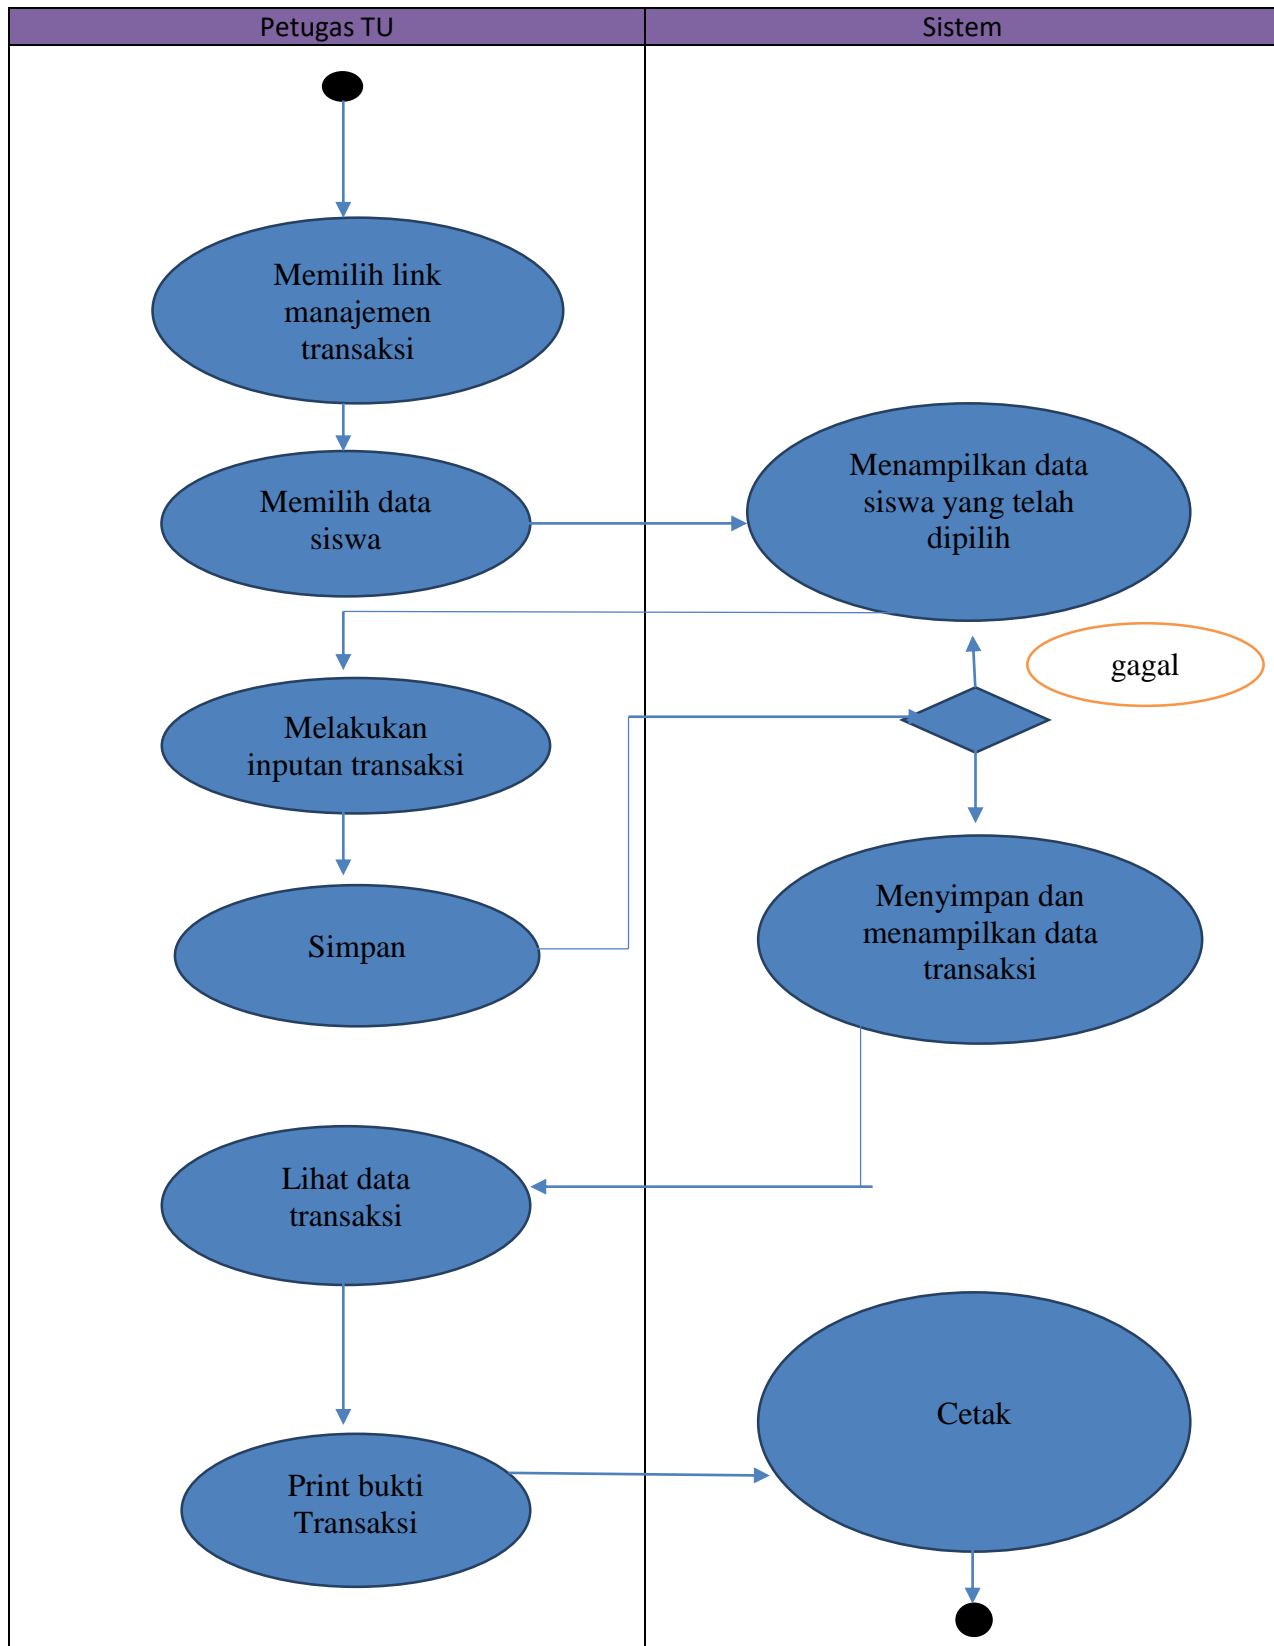 Petugas TU
Sistem
Memilih link
manajemen
transaksi
Memilih data
siswa
Menampilkan data
siswa yang telah
dipilih
gagal
Melakukan
inputan transaksi
Simpan
Menyimpan dan
menampilkan data
transaksi
Lihat data
transaksi
Print bukti
Transaksi
Cetak